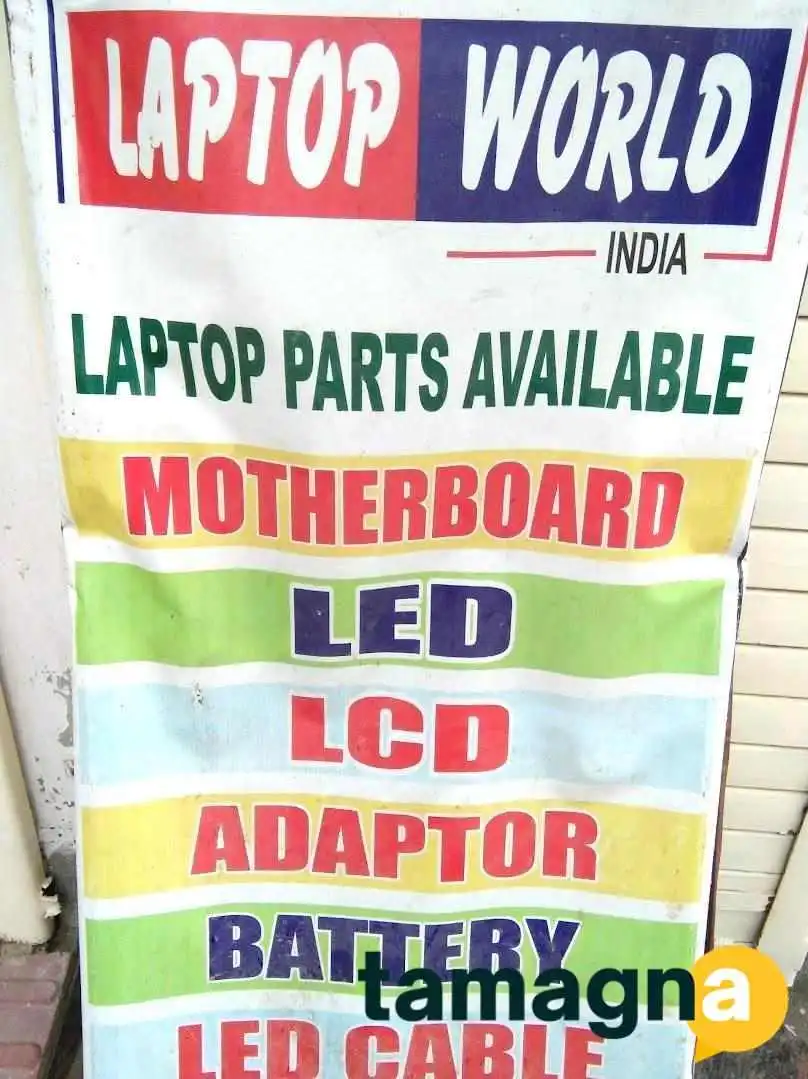 LAPTOP WORLD
INDIA
LAPTOP PARTS AVAILABLE
MOTHERBOARD
LED
LCD
ADAPTOR
BATTERY
tamagna
LED CABLE